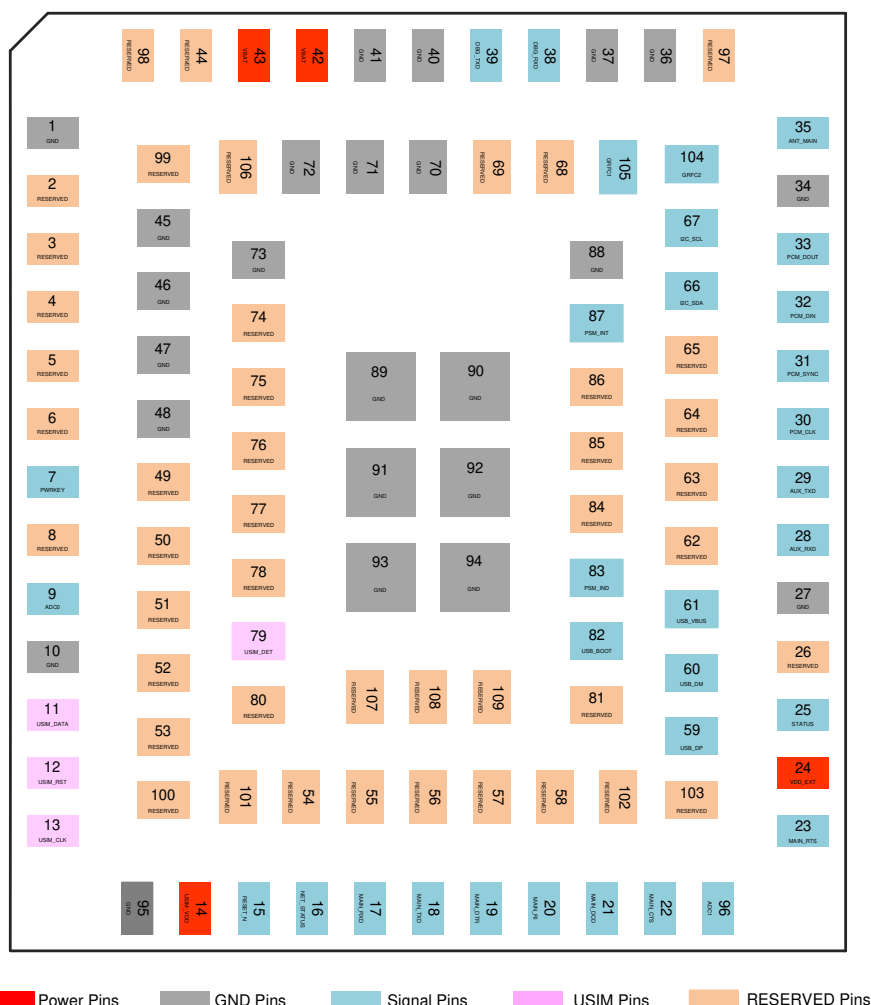 98 RESERVED
44 RESERVED
43 VBAT
42 VBAT
41 GND
40 GND
39 DBG_TXD
38 DBG_RXD
37 GND
36 GND
97 RESERVED
1
GND
2
RESERVED
3
RESERVED
4
RESERVED
5
RESERVED
6
RESERVED
7
PWRKEY
8
RESERVED
9
ADC0
10
GND
11
USIM_DATA
12
USIM_RST
13
USIM_CLK
99
RESERVED
45
GND
46
GND
47
GND
48
GND
49
RESERVED
50
RESERVED
51
RESERVED
52
RESERVED
53
RESERVED
100
RESERVED
106 RESERVED
72 GND
71 GND
70 GND
69 RESERVED
68 RESERVED
105 GRFC1
73
GND
74
RESERVED
75
RESERVED
76
RESERVED
77
RESERVED
78
RESERVED
79
USIM_DET
80
RESERVED
89
GND
90
GND
91
GND
92
GND
93
GND
94
GND
107 RESERVED
108 RESERVED
109 RESERVED
88
GND
87
PSM_INT
86
RESERVED
85
RESERVED
84
RESERVED
83
PSM_IND
82
USB_BOOT
81
RESERVED
104
GRFC2
67
I2C_SCL
66
I2C_SDA
65
RESERVED
64
RESERVED
63
RESERVED
62
RESERVED
61
USB_VBUS
60
USB_DM
59
USB_DP
103
RESERVED
35
ANT_MAIN
34
GND
33
PCM_DOUT
32
PCM_DIN
31
PCM_SYNC
30
PCM_CLK
29
AUX_TXD
28
AUX_RXD
27
GND
26
RESERVED
25
STATUS
24
VDD_EXT
23
MAIN_RTS
101 RESERVED
54 RESERVED
55 RESERVED
56 RESERVED
57 RESERVED
58 RESERVED
102 RESERVED
95 GND
14 USIM_VDD
15 RESET_N
16 NET_STATUS
17 MAIN_RXD
18 MAIN_TXD
19 MAIN_DTR
20 MAIN_RI
21 MAIN_DCD
22 MAIN_CTS
96 ADC1
Power Pins
GND Pins
Signal Pins
USIM Pins
RESERVED Pins